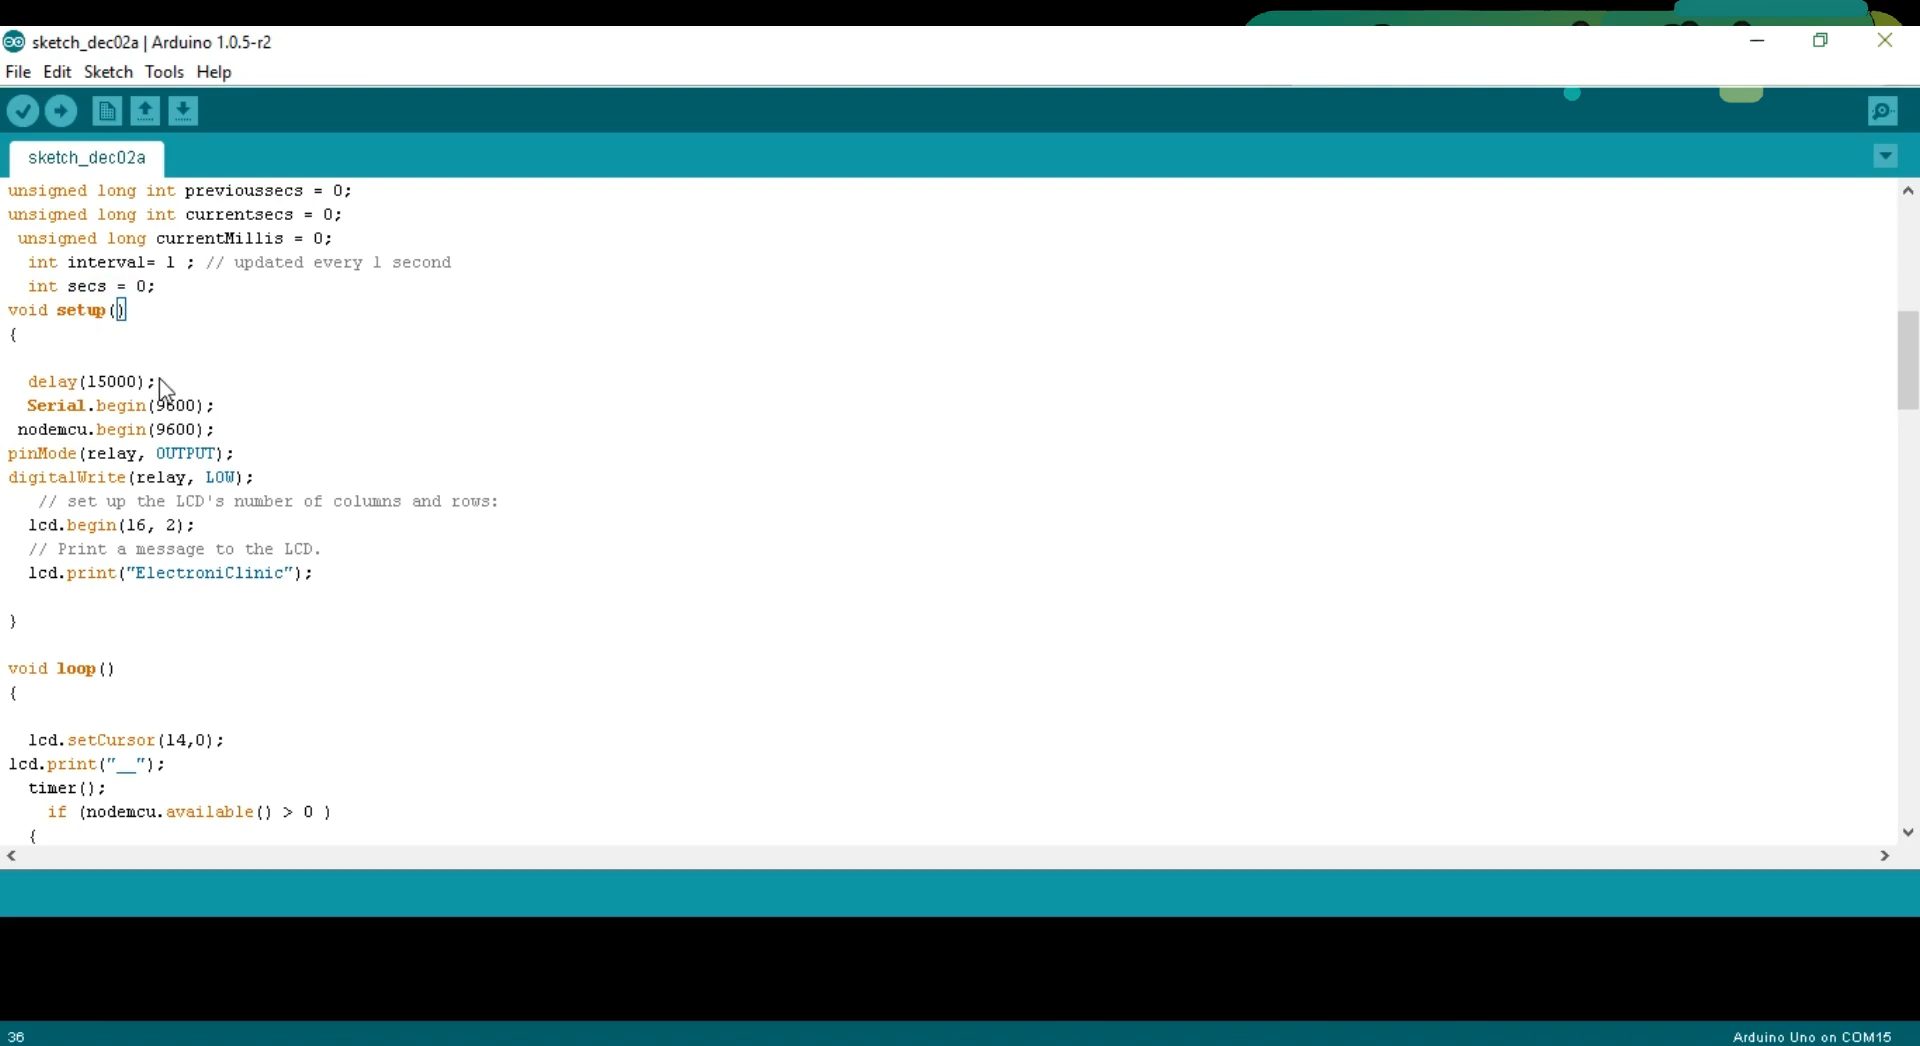 sketch_dec02a | Arduino 1.0.5-r2
File Edit Sketch Tools Help
sketch_dec02a
unsigned long int previoussecs = 0;
unsigned long int currentsecs = 0;
unsigned long currentMillis = 0;
int interval= 1 ; // updated every 1 second
int secs = 0;
void setup()
{
delay(15000);
Serial.begin(9600);
nodemcu.begin(9600);
pinMode(relay, OUTPUT);
digitalWrite(relay, LOW);
// set up the LCD's number of columns and rows:
lcd.begin(16, 2);
// Print a message to the LCD.
lcd.print("ElectroniClinic");
}
void loop()
{
lcd.setCursor(14,0);
lcd.print("__");
timer();
if (nodemcu.available() > 0 )
{
36
Arduino Uno on COM15